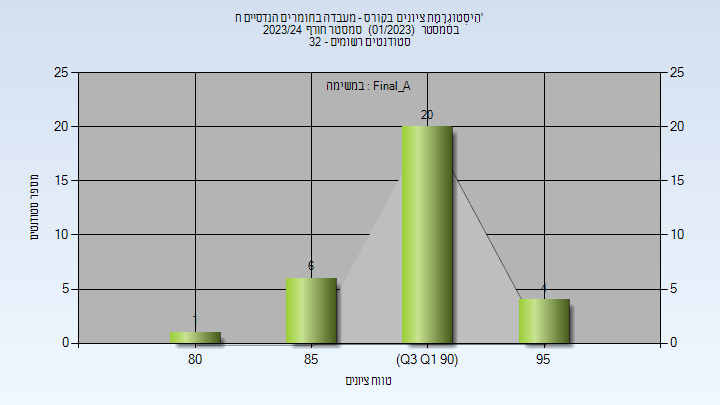 היסטוגרמת ציונים בקורס - מעבדה בחומרים הנדסיים ח'
בסמסטר (01/2023) סמסטר חורף 2023/24
סטודנטים רשומים - 32
במשימה : Final_A
25
20
15
10
5
0
25
20
15
10
5
0
מספר סטודנטים
1
6
20
4
80
85
(Q3 Q1 90)
95
טווח ציונים